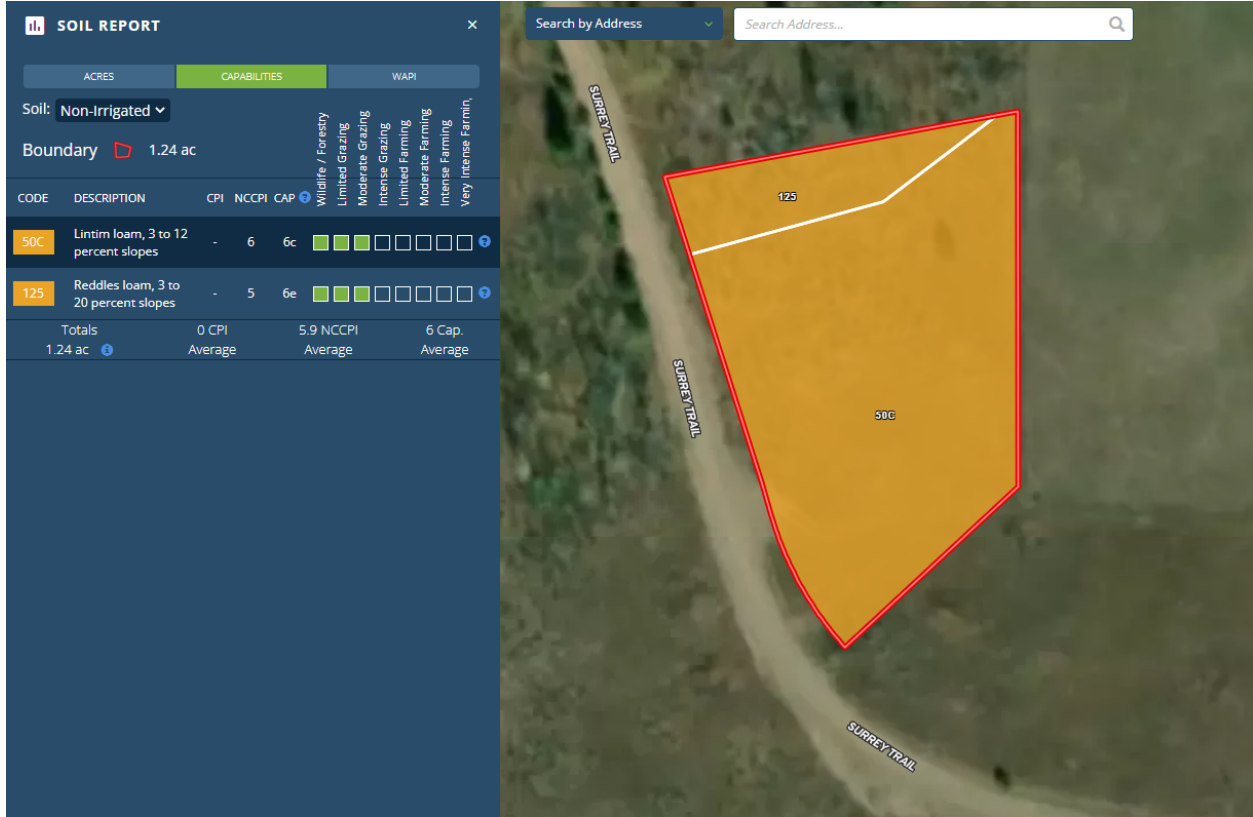 SOIL REPORT
×
Search by Address
Search Address...
ACRES
CAPABILITIES
WAPI
Soil:
Non-Irrigated
Boundary
1.24 ac
Wildlife / Forestry
Limited Grazing
Moderate Grazing
Intense Grazing
Limited Farming
Moderate Farming
Intense Farming
Very Intense Farmin,
CODE DESCRIPTION CPI NCCPI CAP ?
50C Lintim loam, 3 to 12 - 6 6c ?
percent slopes
125 Reddles loam, 3 to - 5 6e ?
20 percent slopes
Totals 0 CPI 5.9 NCCPI 6 Cap.
1.24 ac i Average Average Average
SURREY TRAIL
125
SURREY TRAIL
50C
SURREY TRAIL